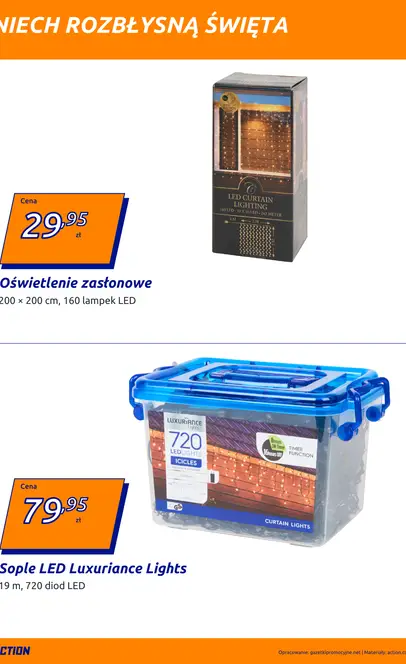 NIECH ROZBŁYSNĄ ŚWIĘTA
Cena
29,95
zł
LED CURTAIN
LIGHTING
Oświetlenie zasłonowe
200 × 200 cm, 160 lampek LED
LUXURIANCE
720
LED LIGHTS
ICICLES
TIMER
FUNCTION
CURTAIN LIGHTS
Cena
79,95
zł
Sople LED Luxuriance Lights
19 m, 720 diod LED
CTION
Opracowanie: gazetkipromocyjne.net | Materiały: action.c